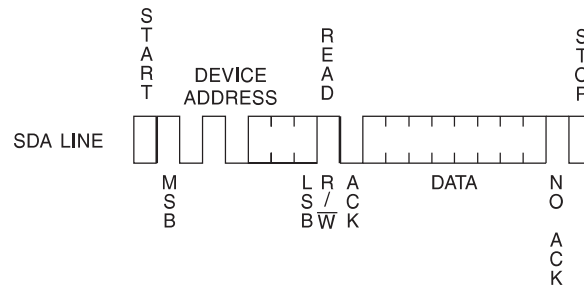 START
READ
STOP
DEVICE
ADDRESS
SDA LINE
MSB
LSB
R/W
ACK
DATA
NO ACK